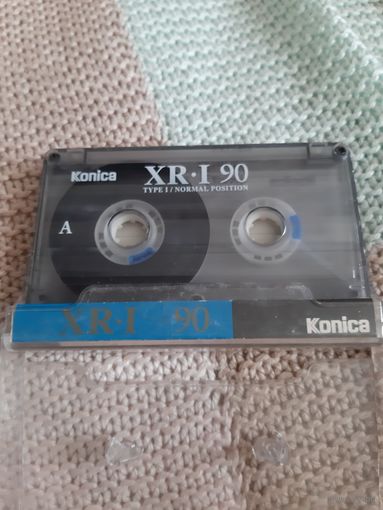 Konica XR·I 90
TYPE I / NORMAL POSITION
A
XR·I 90 Konica